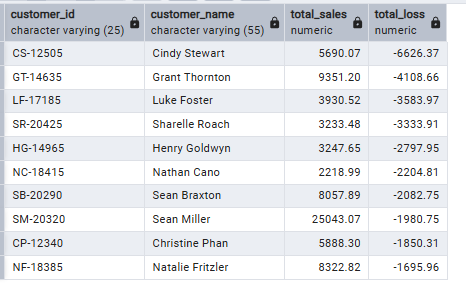 customer_id customer_name total_sales total_loss
character varying (25) character varying (55) numeric numeric
CS-12505 Cindy Stewart 5690.07 -6626.37
GT-14635 Grant Thornton 9351.20 -4108.66
LF-17185 Luke Foster 3930.52 -3583.97
SR-20425 Sharelle Roach 3233.48 -3333.91
HG-14965 Henry Goldwyn 3247.65 -2797.95
NC-18415 Nathan Cano 2218.99 -2204.81
SB-20290 Sean Braxton 8057.89 -2082.75
SM-20320 Sean Miller 25043.07 -1980.75
CP-12340 Christine Phan 5888.30 -1850.31
NF-18385 Natalie Fritzler 8322.82 -1695.96